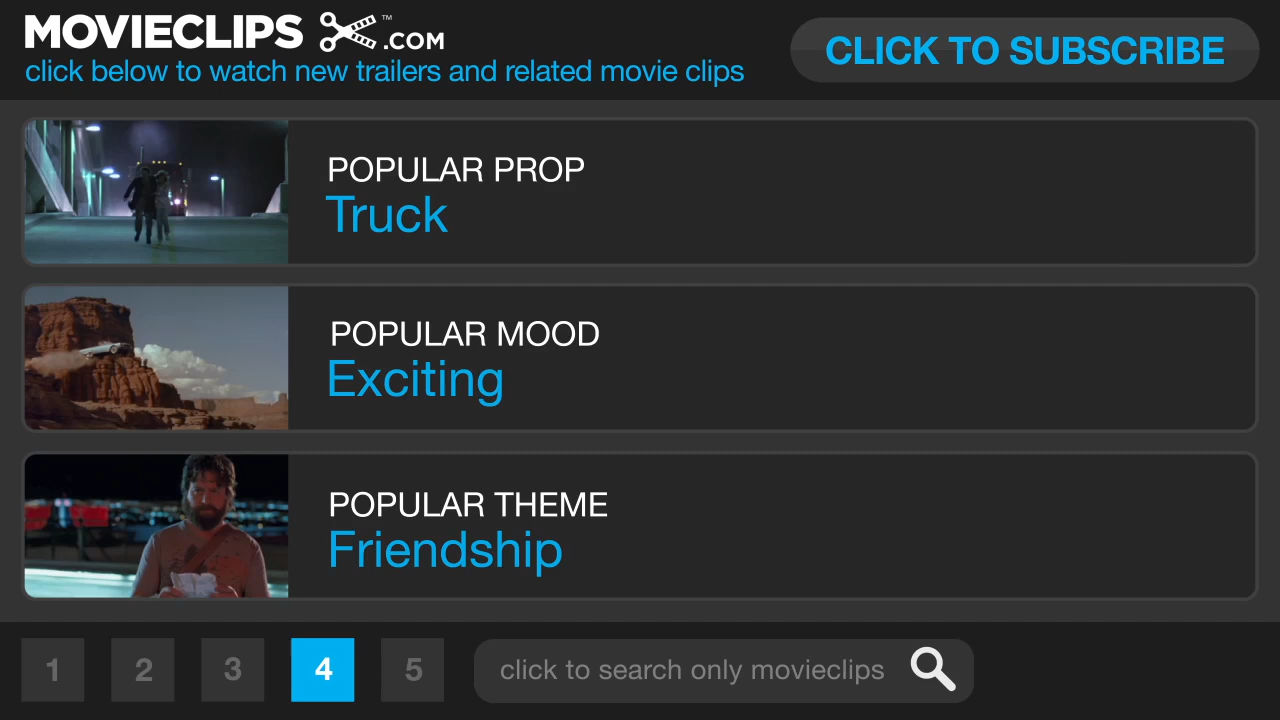 MOVIECLIPS ™ .COM
click below to watch new trailers and related movie clips
CLICK TO SUBSCRIBE
POPULAR PROP
Truck
POPULAR MOOD
Exciting
POPULAR THEME
Friendship
1 2 3 4 5
click to search only movieclips